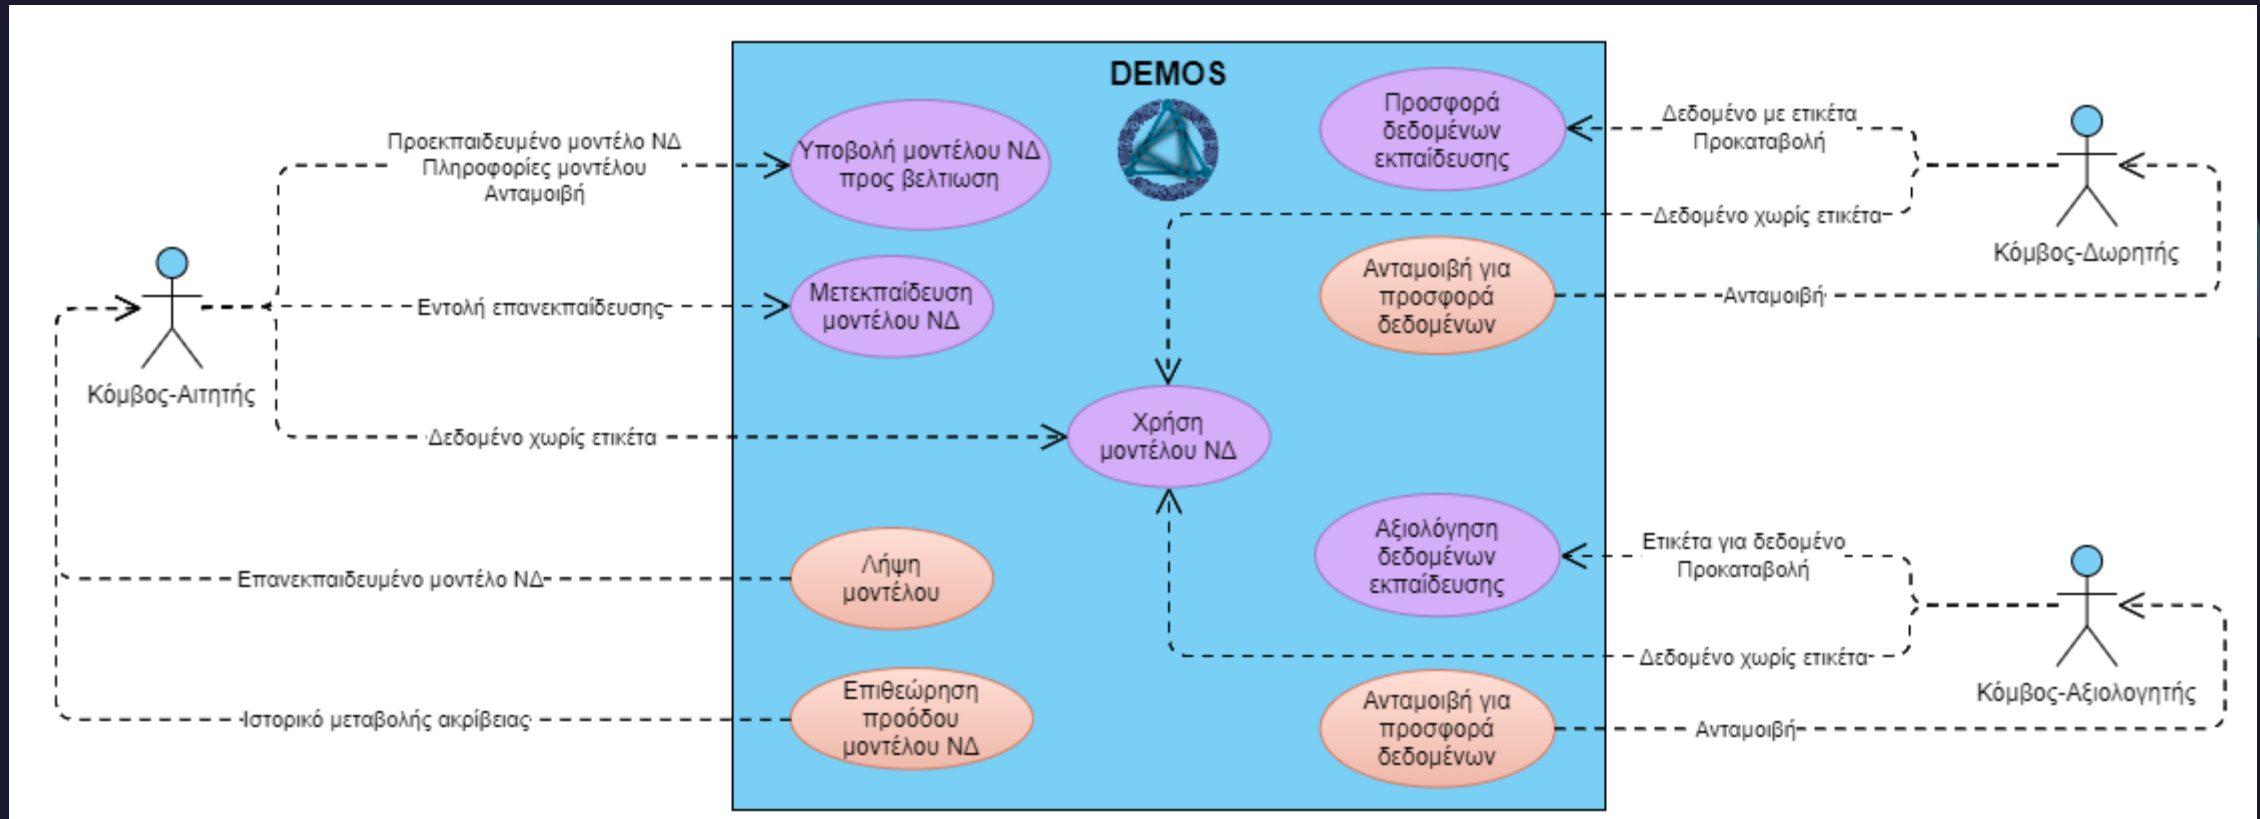 DEMOS
Προεκπαιδευμένο μοντέλο ΝΔ
Πληροφορίες μοντέλου
Ανταμοιβή
Υποβολή μοντέλου ΝΔ
προς βελτιωση
Εντολή επανεκπαίδευσης
Μετεκπαίδευση
μοντέλου ΝΔ
Κόμβος-Αιτητής
Δεδομένο χωρίς ετικέτα
Χρήση
μοντέλου ΝΔ
Επανεκπαιδευμένο μοντέλο ΝΔ
Λήψη
μοντέλου
Ιστορικό μεταβολής ακρίβειας
Επιθεώρηση
προόδου
μοντέλου ΝΔ
Προσφορά
δεδομένων
εκπαίδευσης
Δεδομένο με ετικέτα
Προκαταβολή
Δεδομένο χωρίς ετικέτα
Κόμβος-Δωρητής
Ανταμοιβή για
προσφορά
δεδομένων
Ανταμοιβή
Αξιολόγηση
δεδομένων
εκπαίδευσης
Ετικέτα για δεδομένο
Προκαταβολή
Δεδομένο χωρίς ετικέτα
Κόμβος-Αξιολογητής
Ανταμοιβή για
προσφορά
δεδομένων
Ανταμοιβή